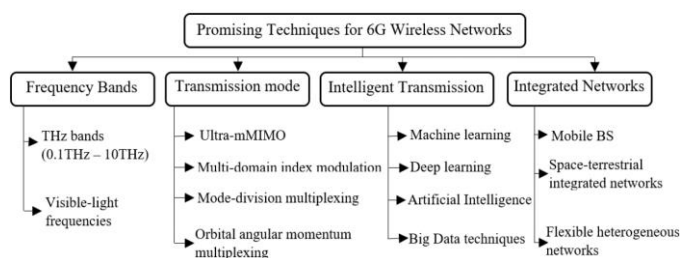 Promising Techniques for 6G Wireless Networks
Frequency Bands
THz bands
(0.1THz – 10THz)
Visible-light
frequencies
Transmission mode
Ultra-mMIMO
Multi-domain index modulation
Mode-division multiplexing
Orbital angular momentum
multiplexing
Intelligent Transmission
Machine learning
Deep learning
Artificial Intelligence
Big Data techniques
Integrated Networks
Mobile BS
Space-terrestrial
integrated networks
Flexible heterogeneous
networks